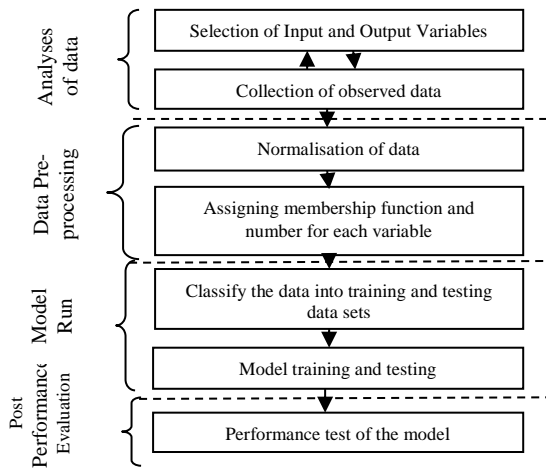 Analyses
of data
Selection of Input and Output Variables
Collection of observed data
Data Pre-
processing
Normalisation of data
Assigning membership function and
number for each variable
Model
Run
Classify the data into training and testing
data sets
Model training and testing
Post
Performance
Evaluation
Performance test of the model